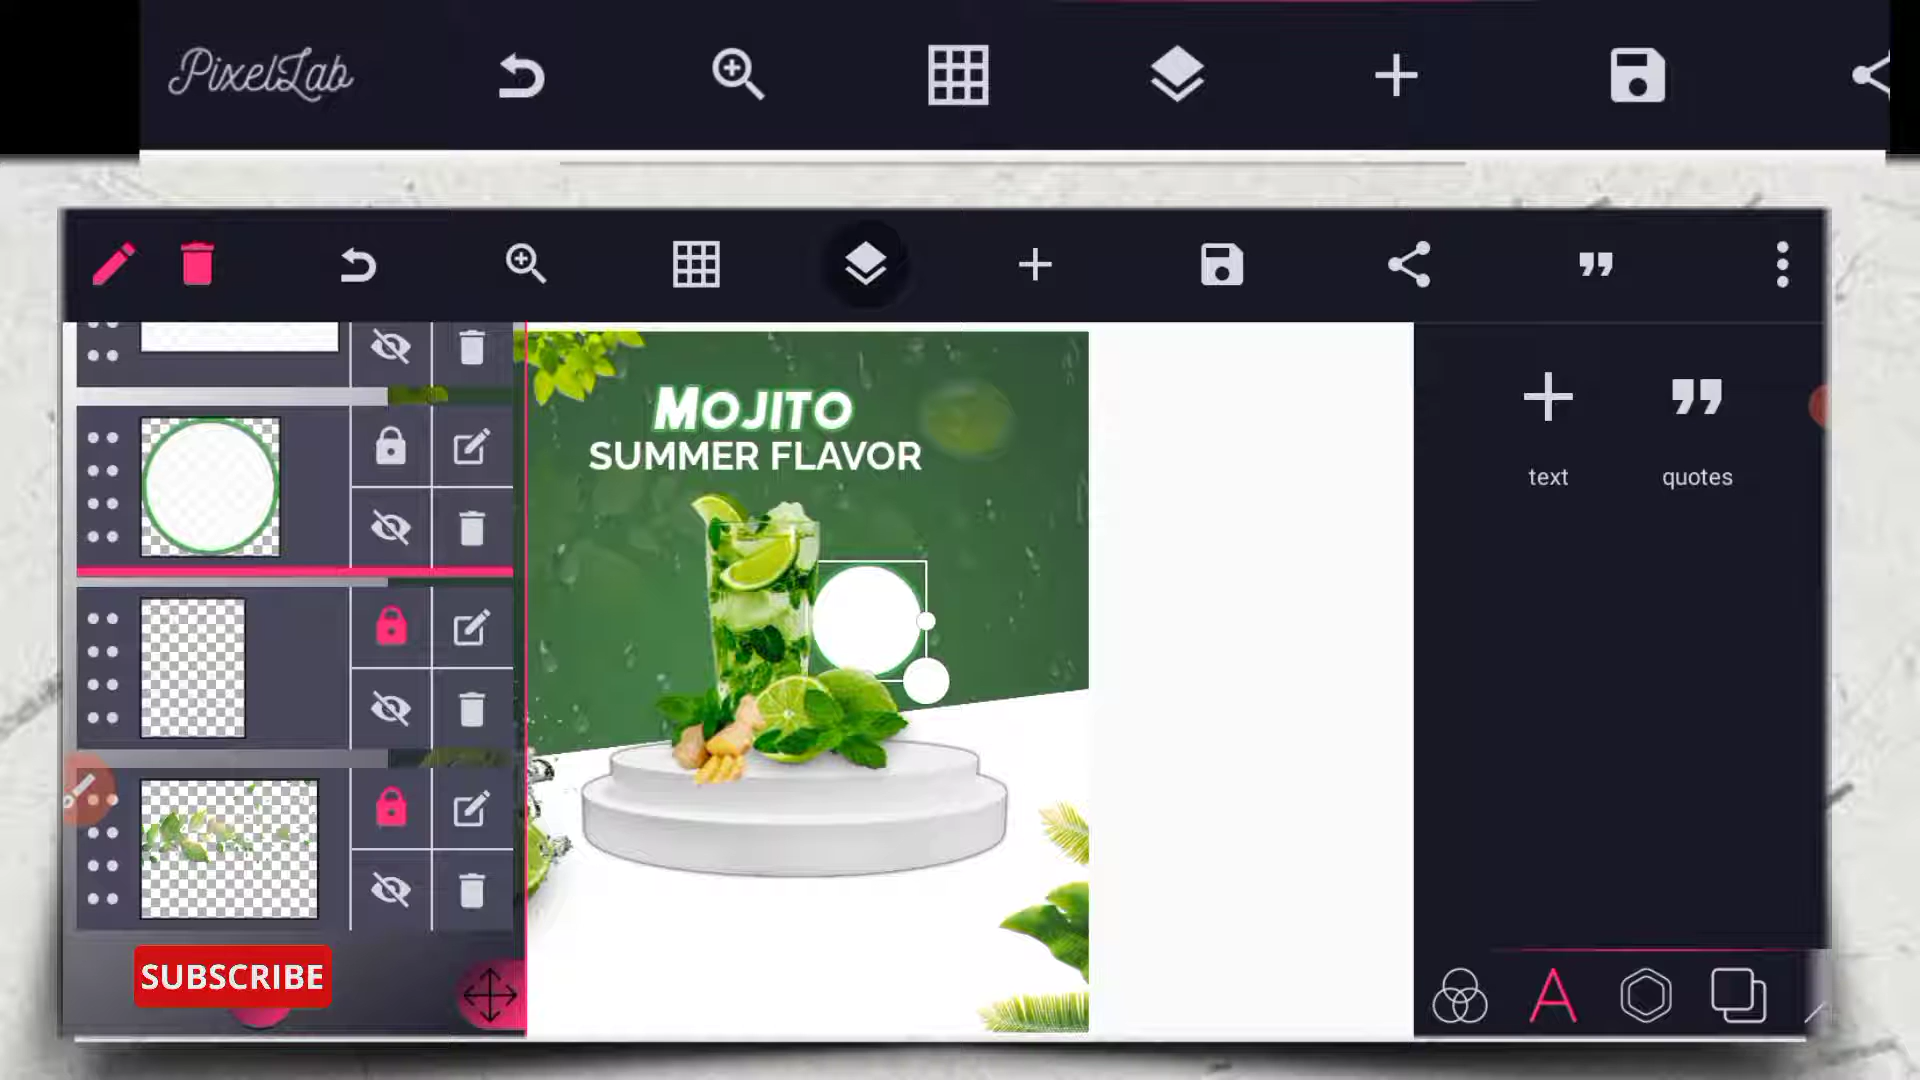 PixelLab
MOJITO
SUMMER FLAVOR
text
quotes
SUBSCRIBE